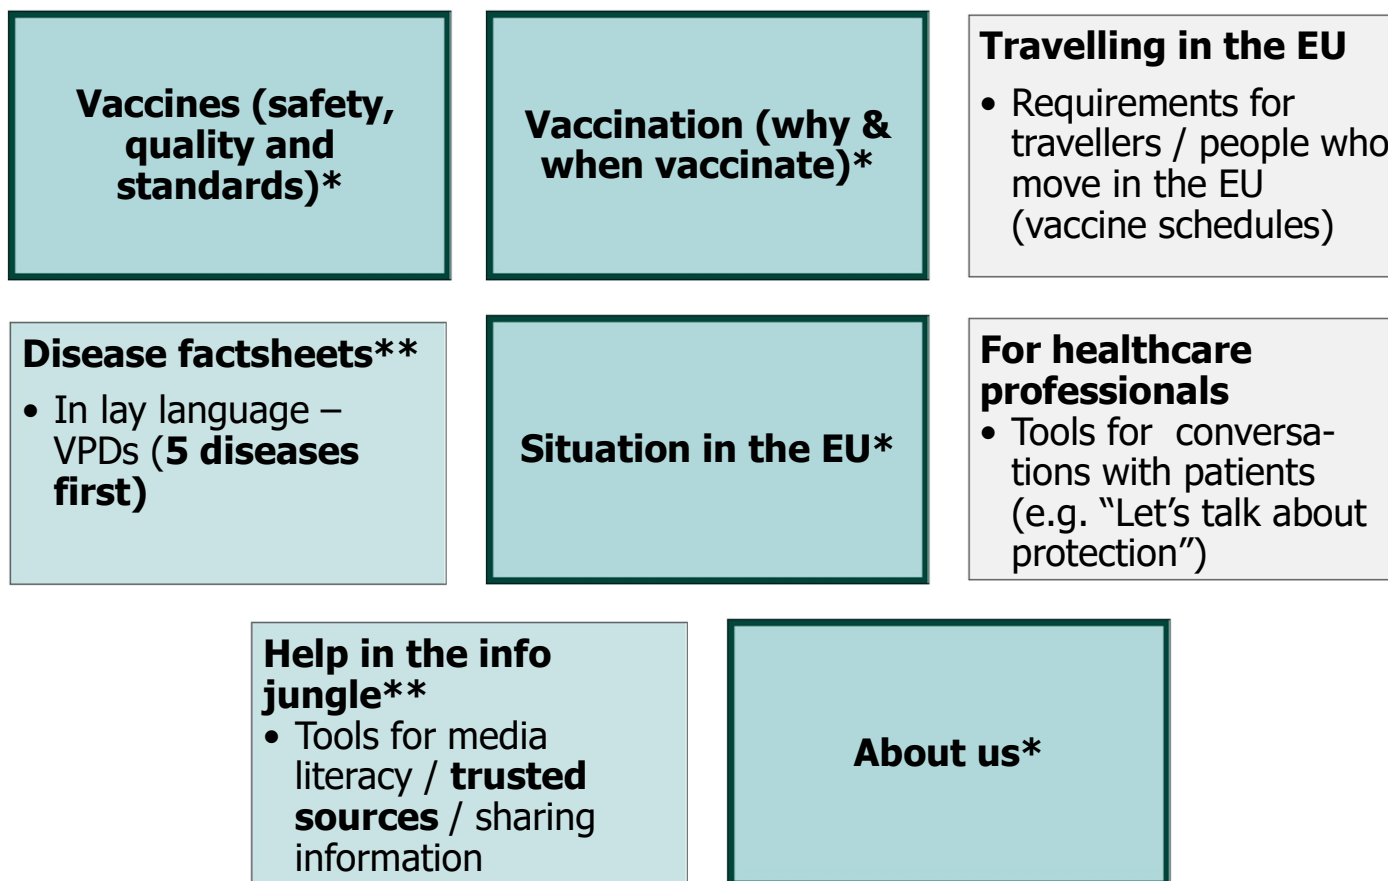 Vaccines (safety,
quality and
standards)*
Vaccination (why &
when vaccinate)*
Travelling in the EU
• Requirements for
travellers / people who
move in the EU
(vaccine schedules)
Disease factsheets**
• In lay language –
VPDs (5 diseases
first)
Situation in the EU*
For healthcare
professionals
• Tools for  conversa-
tions with patients
(e.g. “Let’s talk about
protection”)
Help in the info
jungle**
• Tools for media
literacy / trusted
sources / sharing
information
About us*